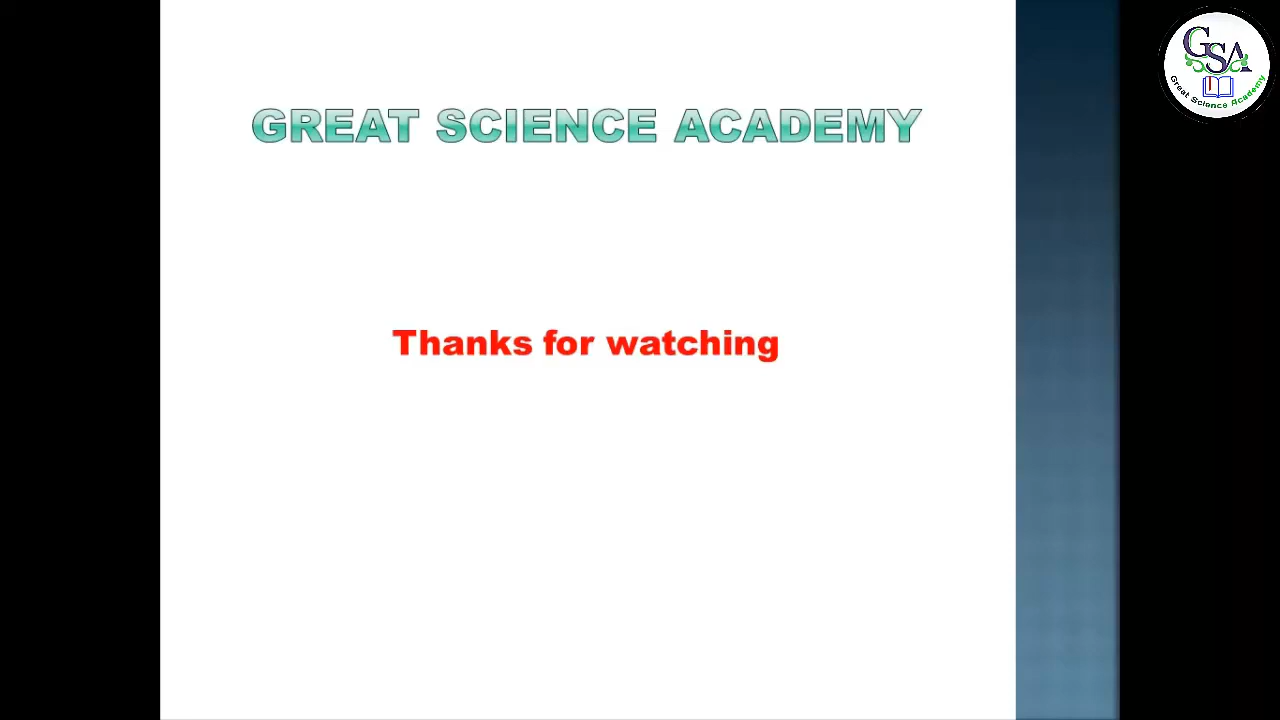 GREAT SCIENCE ACADEMY
Thanks for watching
GSA
Great Science Academy